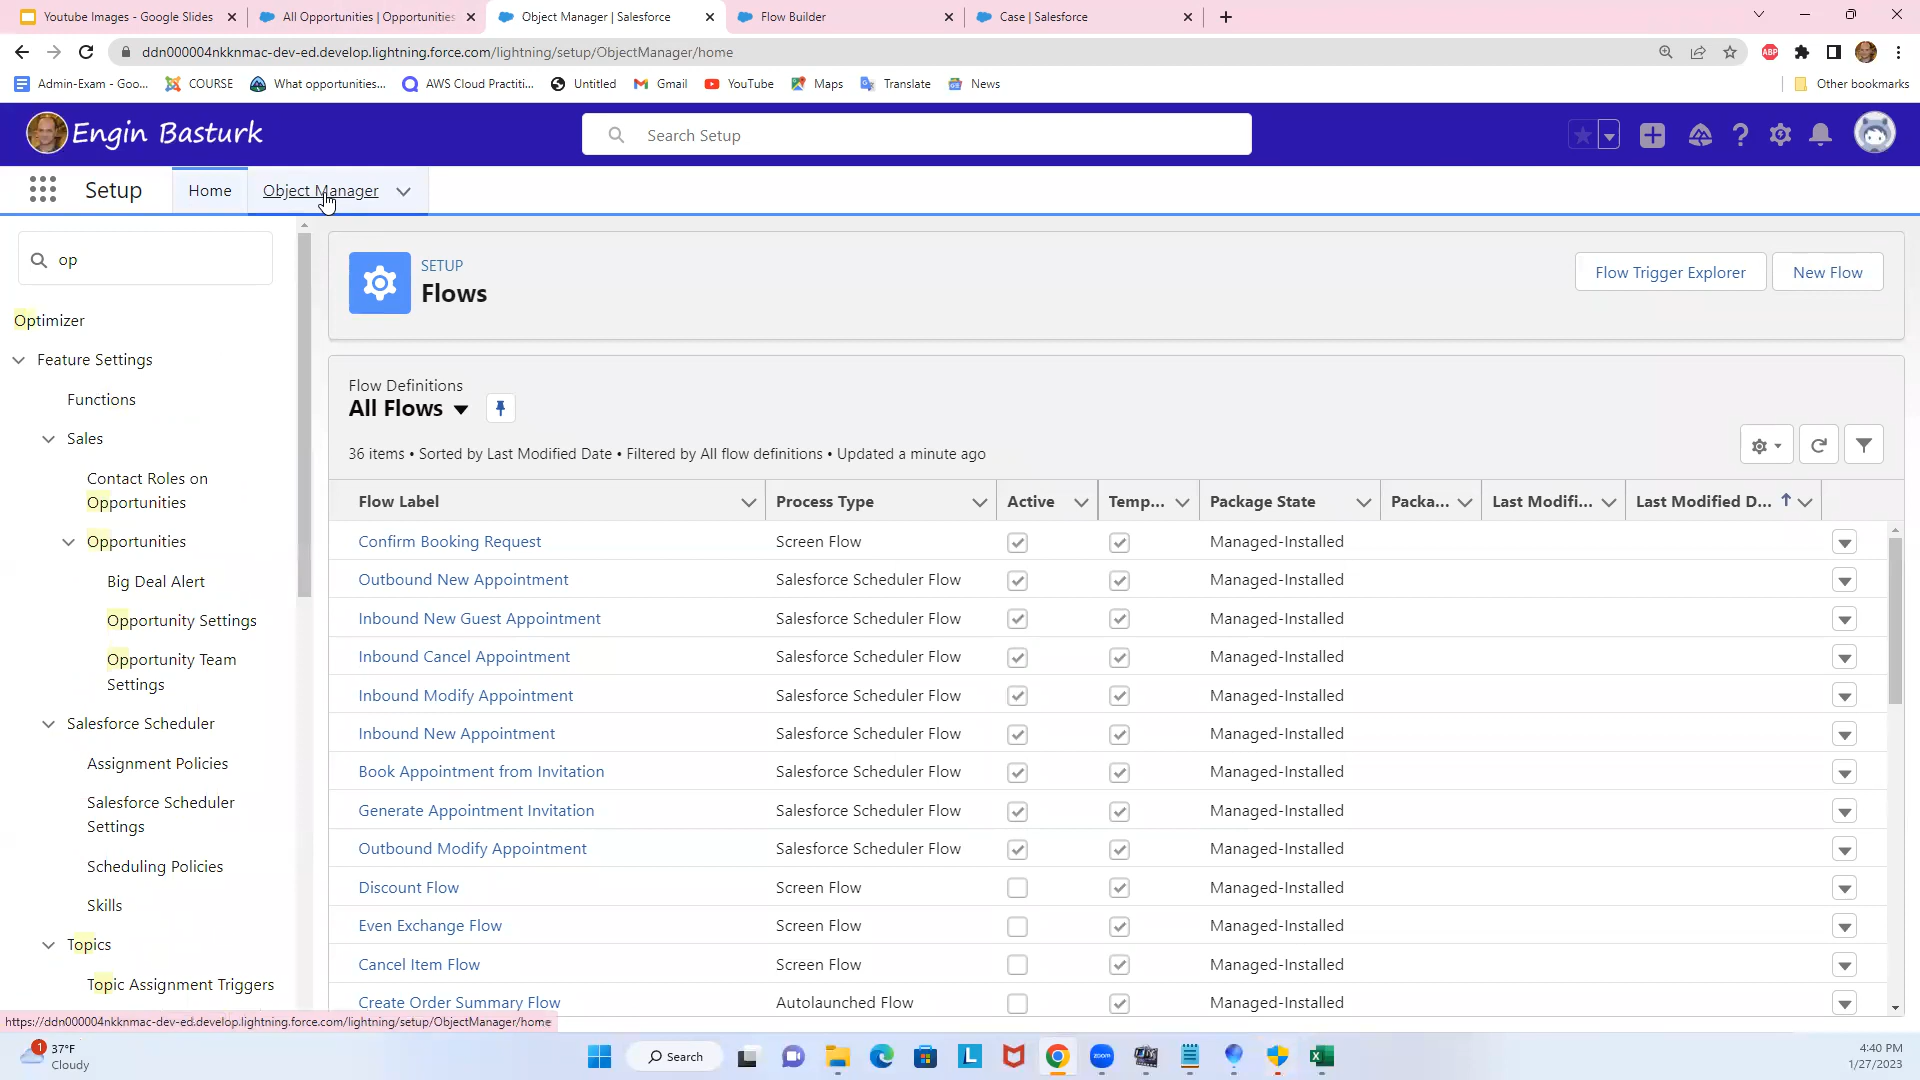 Youtube Images - Google Slides
All Opportunities | Opportunities
Object Manager | Salesforce
Flow Builder
Case | Salesforce
ddn000004nkknmac-dev-ed.develop.lightning.force.com/lightning/setup/ObjectManager/home
ABP
Admin-Exam - Goo...
COURSE
What opportunities...
AWS Cloud Practiti...
Untitled
Gmail
YouTube
Maps
Translate
News
Other bookmarks
Engin Basturk
Search Setup
Setup
Home
Object Manager
op
SETUP
Flows
Flow Trigger Explorer
New Flow
Optimizer
Feature Settings
Functions
Sales
Contact Roles on
Opportunities
Opportunities
Big Deal Alert
Opportunity Settings
Opportunity Team
Settings
Salesforce Scheduler
Assignment Policies
Salesforce Scheduler
Settings
Scheduling Policies
Skills
Topics
Topic Assignment Triggers
Flow Definitions
All Flows
36 items • Sorted by Last Modified Date • Filtered by All flow definitions • Updated a minute ago
Flow Label Process Type Active Temp... Package State Packa... Last Modifi... Last Modified D...
Confirm Booking Request Screen Flow Managed-Installed
Outbound New Appointment Salesforce Scheduler Flow Managed-Installed
Inbound New Guest Appointment Salesforce Scheduler Flow Managed-Installed
Inbound Cancel Appointment Salesforce Scheduler Flow Managed-Installed
Inbound Modify Appointment Salesforce Scheduler Flow Managed-Installed
Inbound New Appointment Salesforce Scheduler Flow Managed-Installed
Book Appointment from Invitation Salesforce Scheduler Flow Managed-Installed
Generate Appointment Invitation Salesforce Scheduler Flow Managed-Installed
Outbound Modify Appointment Salesforce Scheduler Flow Managed-Installed
Discount Flow Screen Flow Managed-Installed
Even Exchange Flow Screen Flow Managed-Installed
Cancel Item Flow Screen Flow Managed-Installed
Create Order Summary Flow Autolaunched Flow Managed-Installed
https://ddn000004nkknmac-dev-ed.develop.lightning.force.com/lightning/setup/ObjectManager/home
1
37°F
Cloudy
Search
L
zoom
4:40 PM
1/27/2023